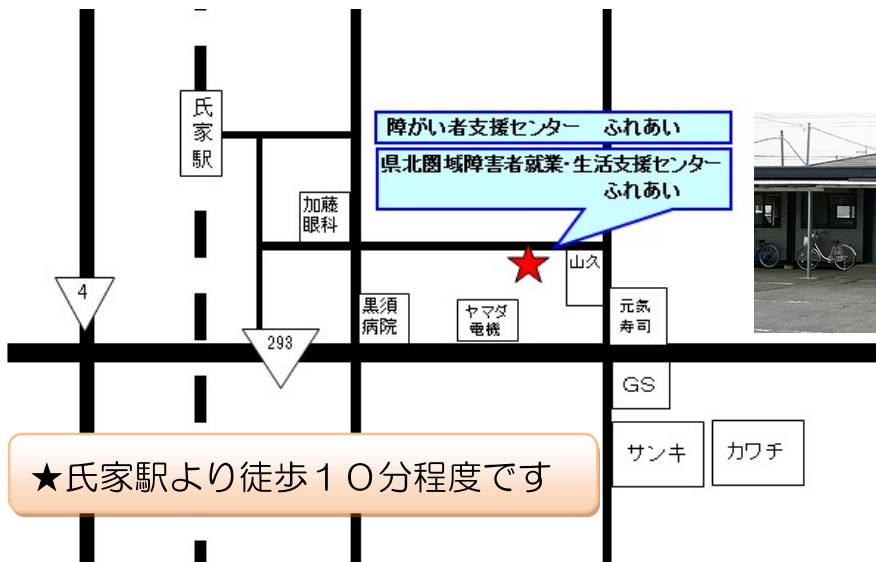 氏
家
駅
障がい者支援センター ふれあい
県北圏域障害者就業・生活支援センター
ふれあい
加藤
眼科
山久
4
黒須
病院
ヤマダ
電機
元気
寿司
293
GS
サンキ
カワチ
★氏家駅より徒歩１０分程度です